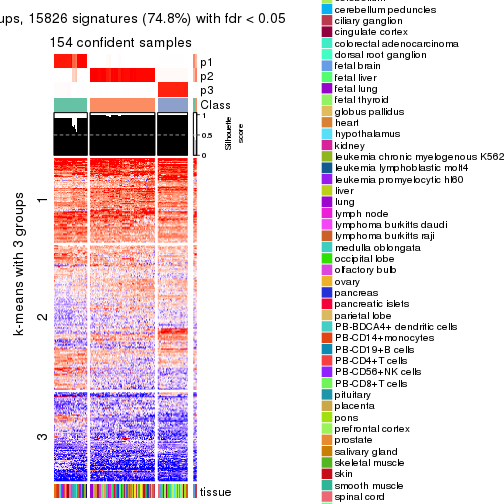 ups, 15826 signatures (74.8%) with fdr < 0.05
154 confident samples
p1
p2
p3
Class
1
0.5
0
Silhouette
score
k-means with 3 groups
1
2
3
tissue
cerebellum peduncles
ciliary ganglion
cingulate cortex
colorectal adenocarcinoma
dorsal root ganglion
fetal brain
fetal liver
fetal lung
fetal thyroid
globus pallidus
heart
hypothalamus
kidney
leukemia chronic myelogenous K562
leukemia lymphoblastic molt4
leukemia promyelocytic hl60
liver
lung
lymph node
lymphoma burkitts daudi
lymphoma burkitts raji
medulla oblongata
occipital lobe
olfactory bulb
ovary
pancreas
pancreatic islets
parietal lobe
PB-BDCA4+ dendritic cells
PB-CD14+monocytes
PB-CD19+B cells
PB-CD4+T cells
PB-CD56+NK cells
PB-CD8+T cells
pituitary
placenta
pons
prefrontal cortex
prostate
salivary gland
skeletal muscle
skin
smooth muscle
spinal cord